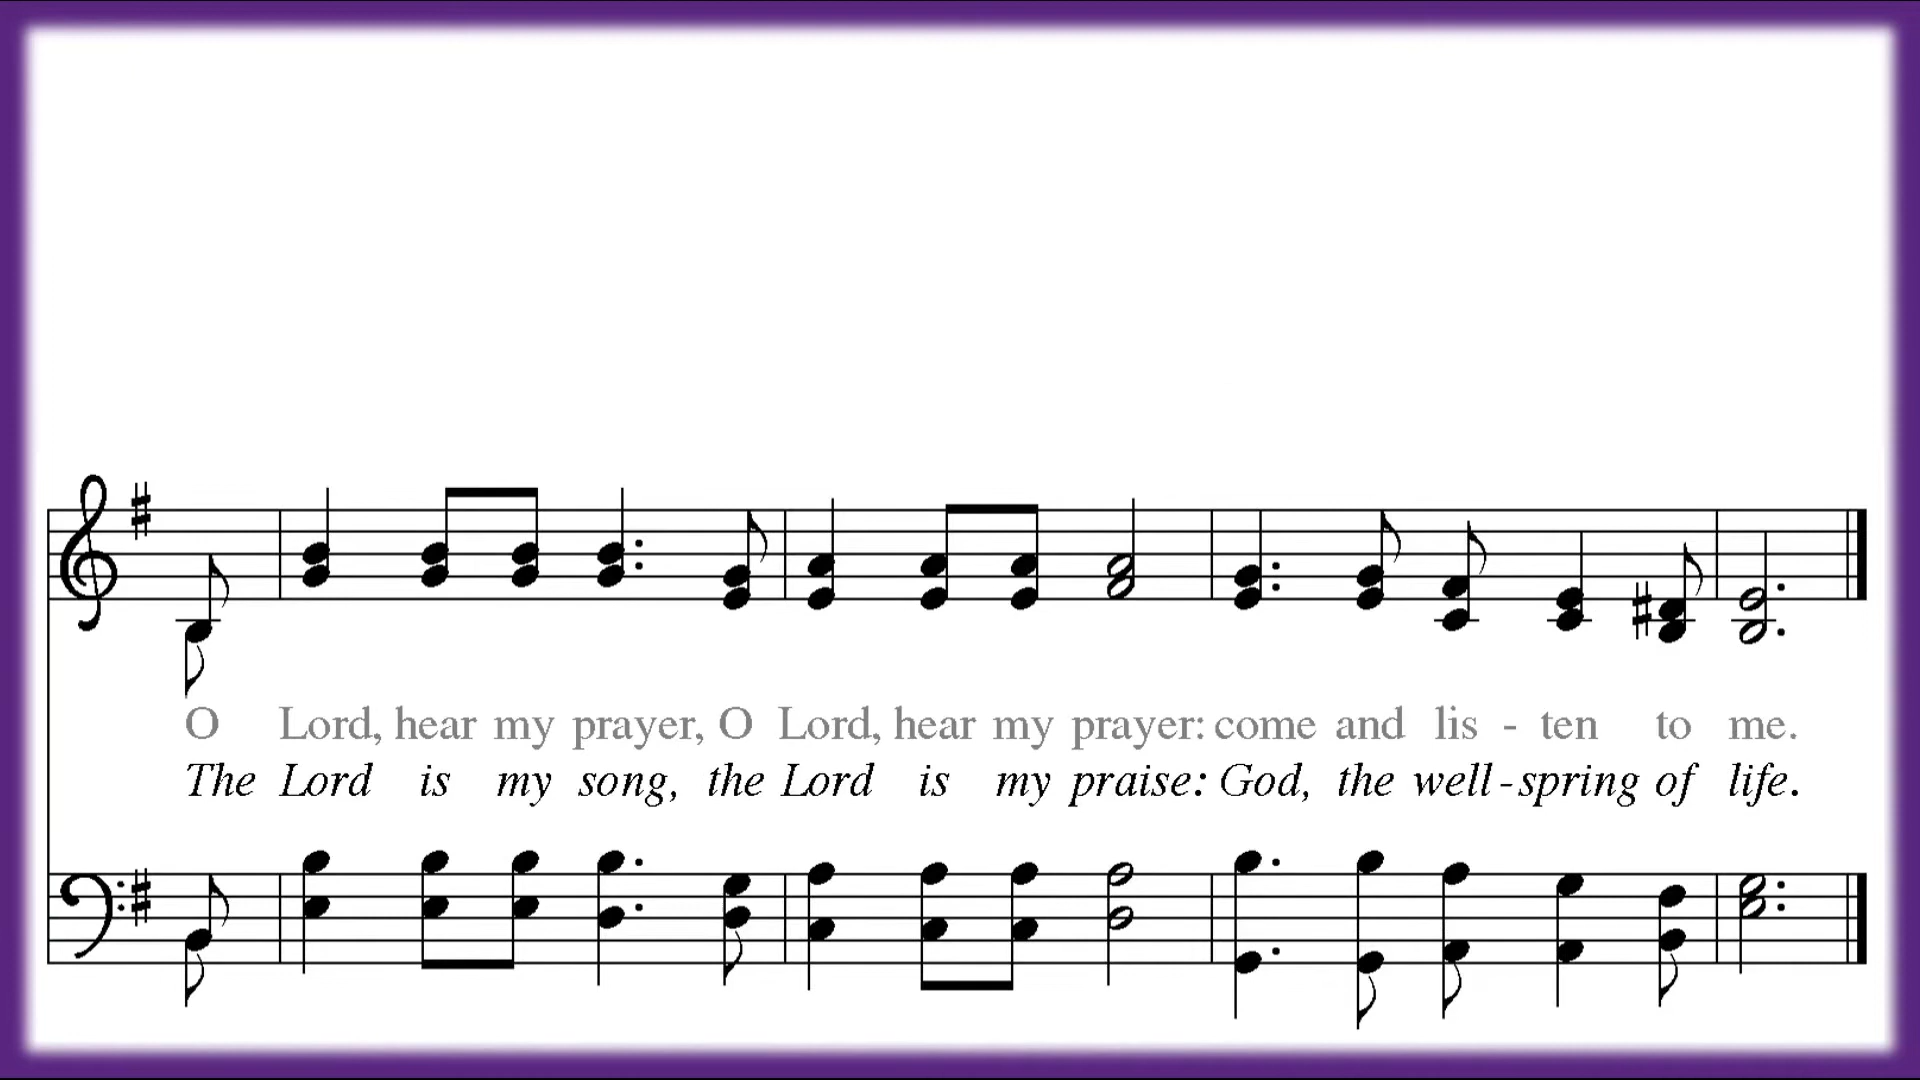 O Lord, hear my prayer, O Lord, hear my prayer: come and lis - ten to me.
The Lord is my song, the Lord is my praise: God, the well - spring of life.